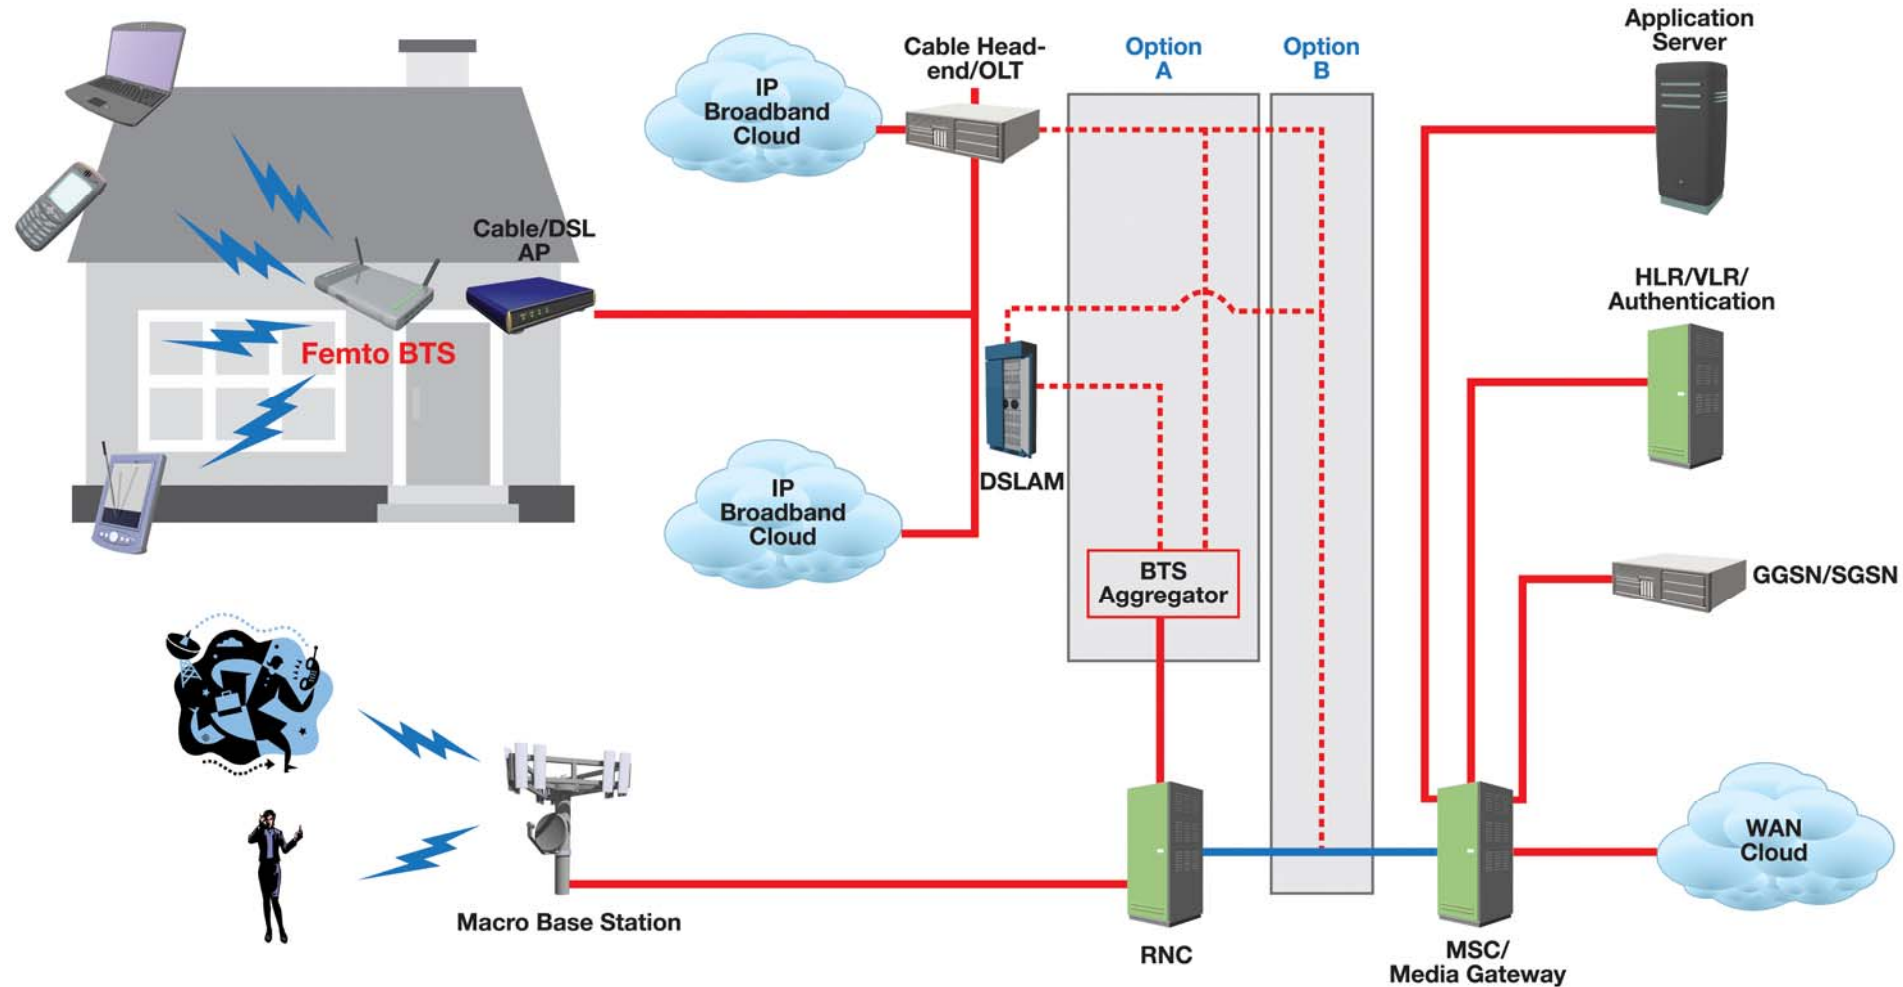 Application
Server
Cable Head-
end/OLT
Option
A
Option
B
IP
Broadband
Cloud
Cable/DSL
AP
HLR/VLR/
Authentication
Femto BTS
DSLAM
IP
Broadband
Cloud
BTS
Aggregator
GGSN/SGSN
WAN
Cloud
Macro Base Station
RNC
MSC/
Media Gateway